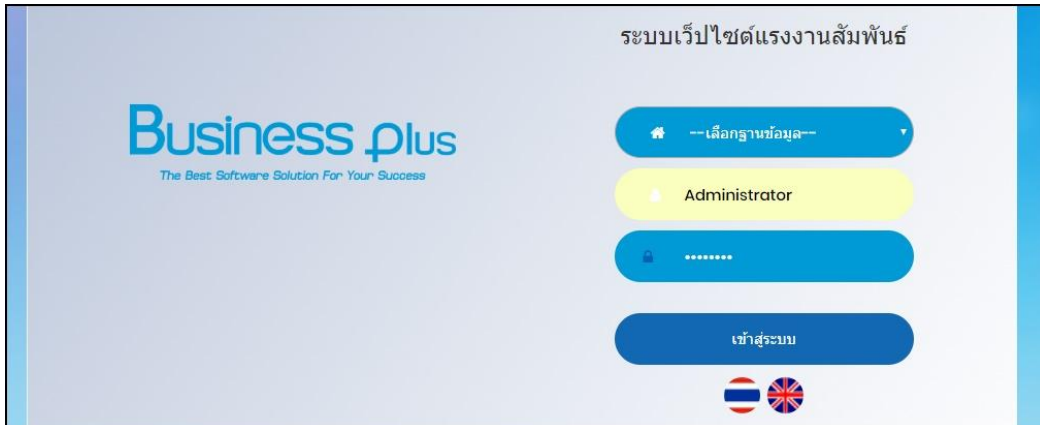 ระบบเว็ปไซต์แรงงานสัมพันธ์
Business Plus
The Best Software Solution For Your Success
--เลือกฐานข้อมูล--
Administrator
••••••••
เข้าสู่ระบบ